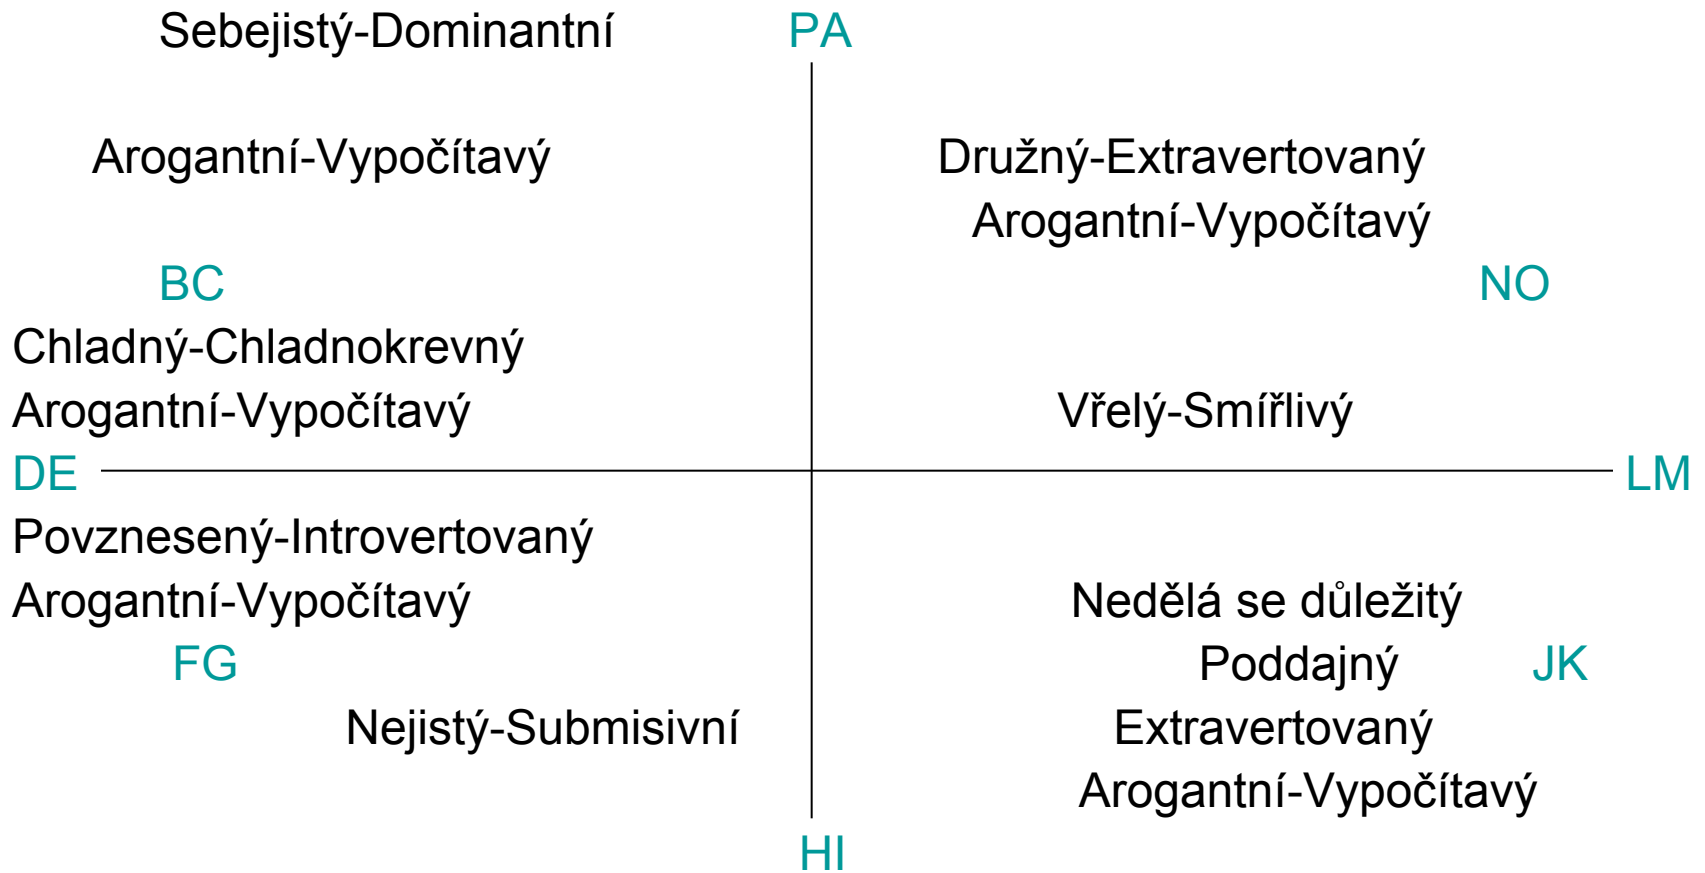 Sebejistý-Dominantní PA
Arogantní-Vypočítavý Družný-Extravertovaný
Arogantní-Vypočítavý
BC NO
Chladný-Chladnokrevný
Arogantní-Vypočítavý Vřelý-Smířlivý
DE LM
Povznesený-Introvertovaný
Arogantní-Vypočítavý Nedělá se důležitý
FG Poddajný JK
Nejistý-Submisivní Extravertovaný
Arogantní-Vypočítavý
HI